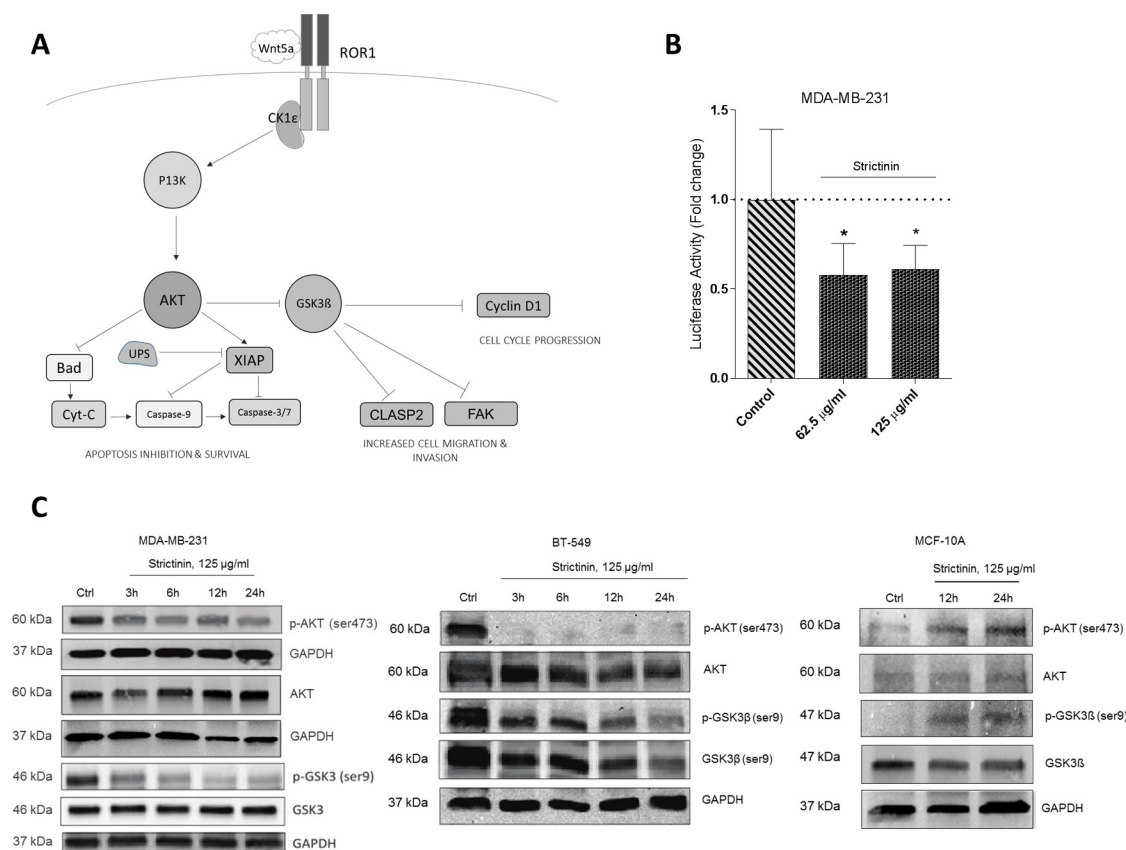 A
Wnt5a
ROR1
CK1ε
P13K
AKT
GSK3ß
Cyclin D1
CELL CYCLE PROGRESSION
UPS
XIAP
Bad
Cyt-C
Caspase-9
Caspase-3/7
CLASP2
FAK
APOPTOSIS INHIBITION & SURVIVAL
INCREASED CELL MIGRATION &
INVASION
B
MDA-MB-231
Luciferase Activity (Fold change)
1.5
1.0
0.5
0.0
Strictinin
*
*
Control
62.5 µg/ml
125 µg/ml
C
MDA-MB-231
Strictinin, 125 µg/ml
Ctrl 3h 6h 12h 24h
60 kDa p-AKT (ser473)
37 kDa GAPDH
60 kDa AKT
37 kDa GAPDH
46 kDa p-GSK3 (ser9)
46 kDa GSK3
37 kDa GAPDH
BT-549
Strictinin, 125 µg/ml
Ctrl 3h 6h 12h 24h
60 kDa p-AKT (ser473)
60 kDa AKT
46 kDa p-GSK3β (ser9)
46 kDa GSK3β (ser9)
37 kDa GAPDH
MCF-10A
Strictinin, 125 µg/ml
Ctrl 12h 24h
60 kDa p-AKT (ser473)
60 kDa AKT
47 kDa p-GSK3ß (ser9)
47 kDa GSK3ß
37 kDa GAPDH